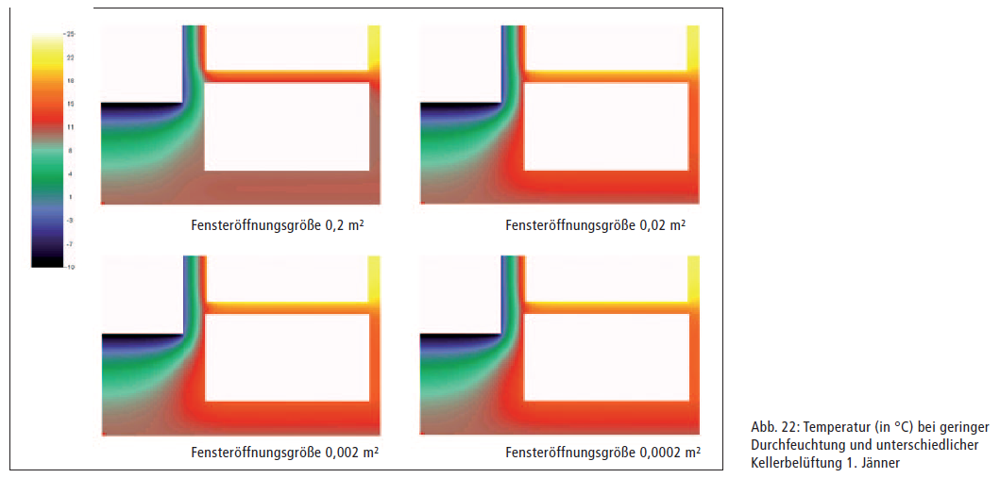 25
22
18
15
11
8
4
1
-3
-7
-10
Fensteröffnungsgröße 0,2 m²
Fensteröffnungsgröße 0,02 m²
Fensteröffnungsgröße 0,002 m²
Fensteröffnungsgröße 0,0002 m²
Abb. 22: Temperatur (in °C) bei geringer
Durchfeuchtung und unterschiedlicher
Kellerbelüftung 1. Jänner